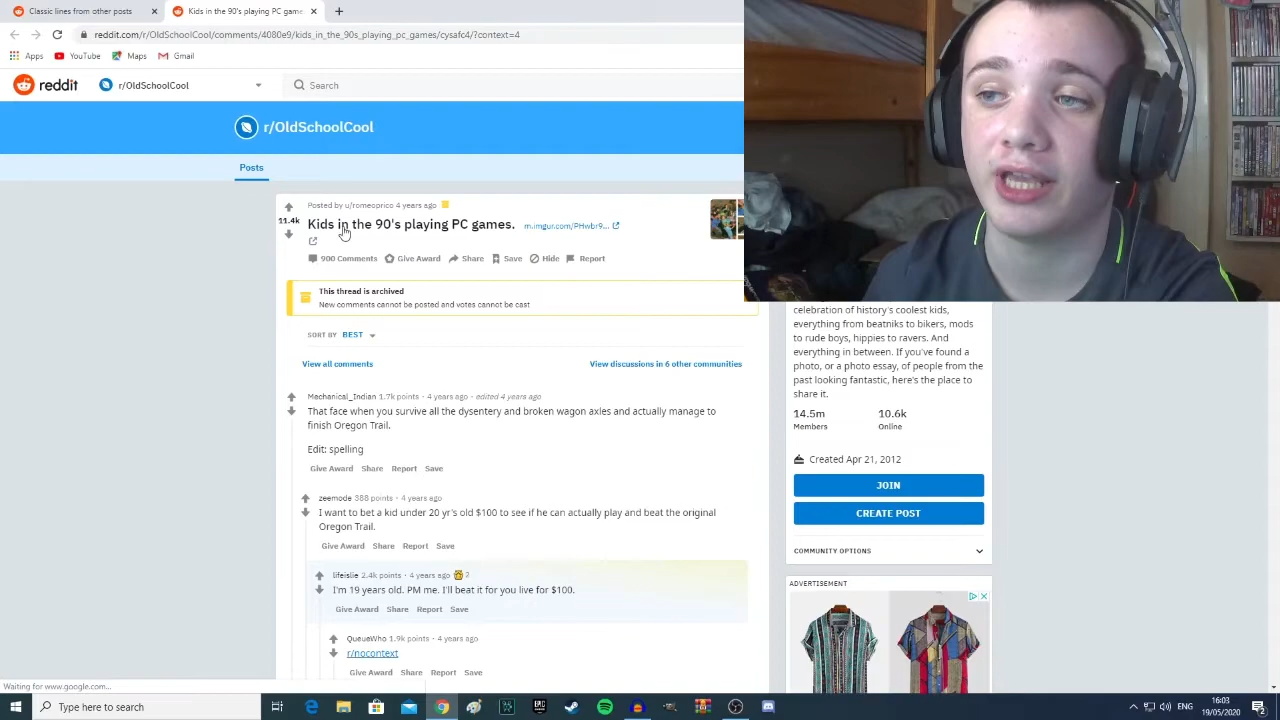 Classic lines from other posts
Kids in the 90's playing PC game
reddit.com/r/OldSchoolCool/comments/4080e9/kids_in_the_90s_playing_pc_games/cysafc4/?context=4
Apps YouTube Maps Gmail
reddit r/OldSchoolCool Search
r/OldSchoolCool
Posts
Posted by u/romeoprico 4 years ago
11.4k
Kids in the 90's playing PC games. m.imgur.com/PHwbr9...
900 Comments Give Award Share Save Hide Report
This thread is archived
New comments cannot be posted and votes cannot be cast
SORT BY BEST
View all comments View discussions in 6 other communities
Mechanical_Indian 1.7k points · 4 years ago · edited 4 years ago
That face when you survive all the dysentery and broken wagon axles and actually manage to
finish Oregon Trail.
Edit: spelling
Give Award Share Report Save
zeemode 388 points · 4 years ago
I want to bet a kid under 20 yr's old $100 to see if he can actually play and beat the original
Oregon Trail.
Give Award Share Report Save
lifeislie 2.4k points · 4 years ago 2
I'm 19 years old. PM me. I'll beat it for you live for $100.
Give Award Share Report Save
QueueWho 1.9k points · 4 years ago
r/nocontext
Give Award Share Report Save
celebration of history's coolest kids,
everything from beatniks to bikers, mods
to rude boys, hippies to ravers. And
everything in between. If you've found a
photo, or a photo essay, of people from the
past looking fantastic, here's the place to
share it.
14.5m 10.6k
Members Online
Created Apr 21, 2012
JOIN
CREATE POST
COMMUNITY OPTIONS
ADVERTISEMENT
Waiting for www.google.com...
Type here to search
ENG
16:03
19/05/2020